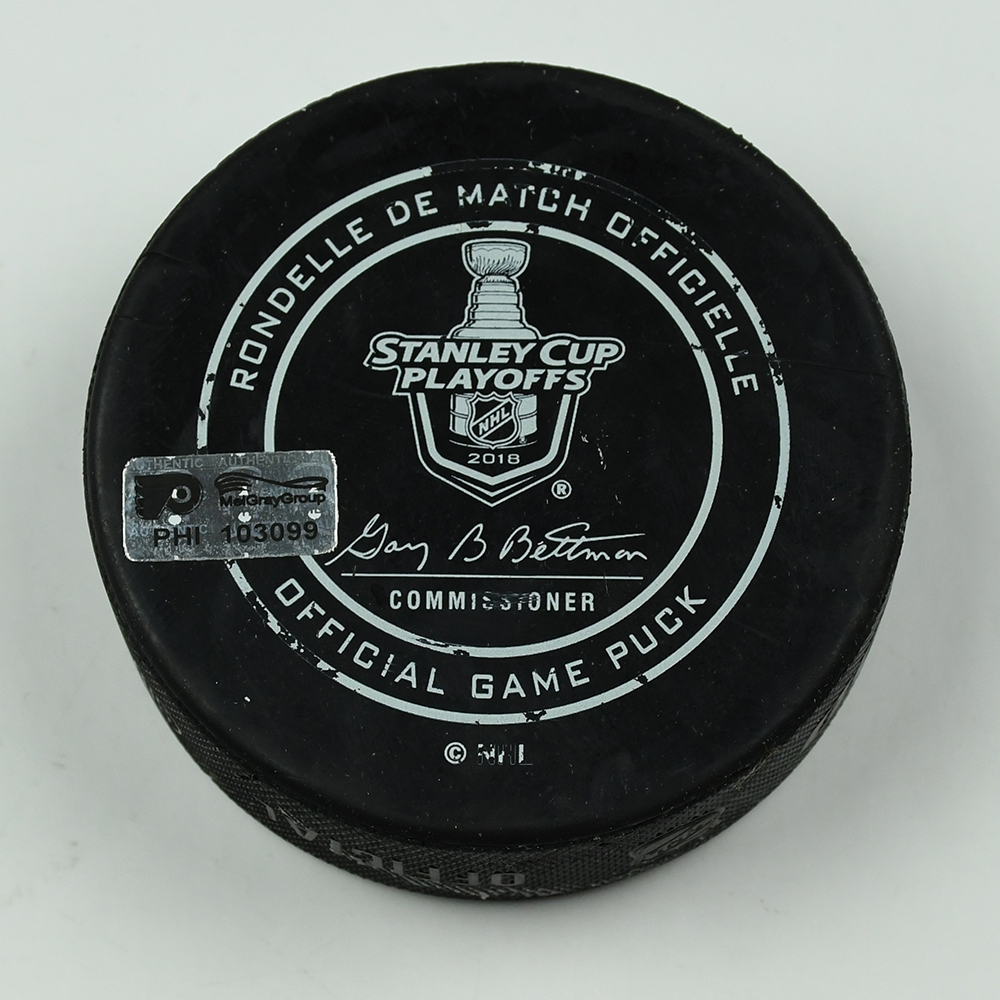 RONDELLE DE MATCH OFFICIELLE
STANLEY CUP
PLAYOFFS
NHL
2018
®
Gary B Bettman
COMMISSIONER
OFFICIAL GAME PUCK
© NHL
AUTHENTIC
MeiGrayGroup
PHI 103099
OFFICIAL